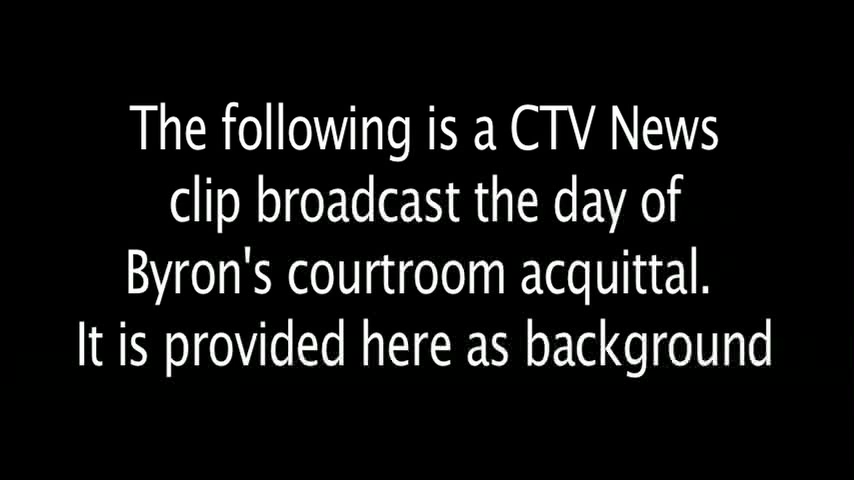 The following is a CTV News
clip broadcast the day of
Byron's courtroom acquittal.
It is provided here as background